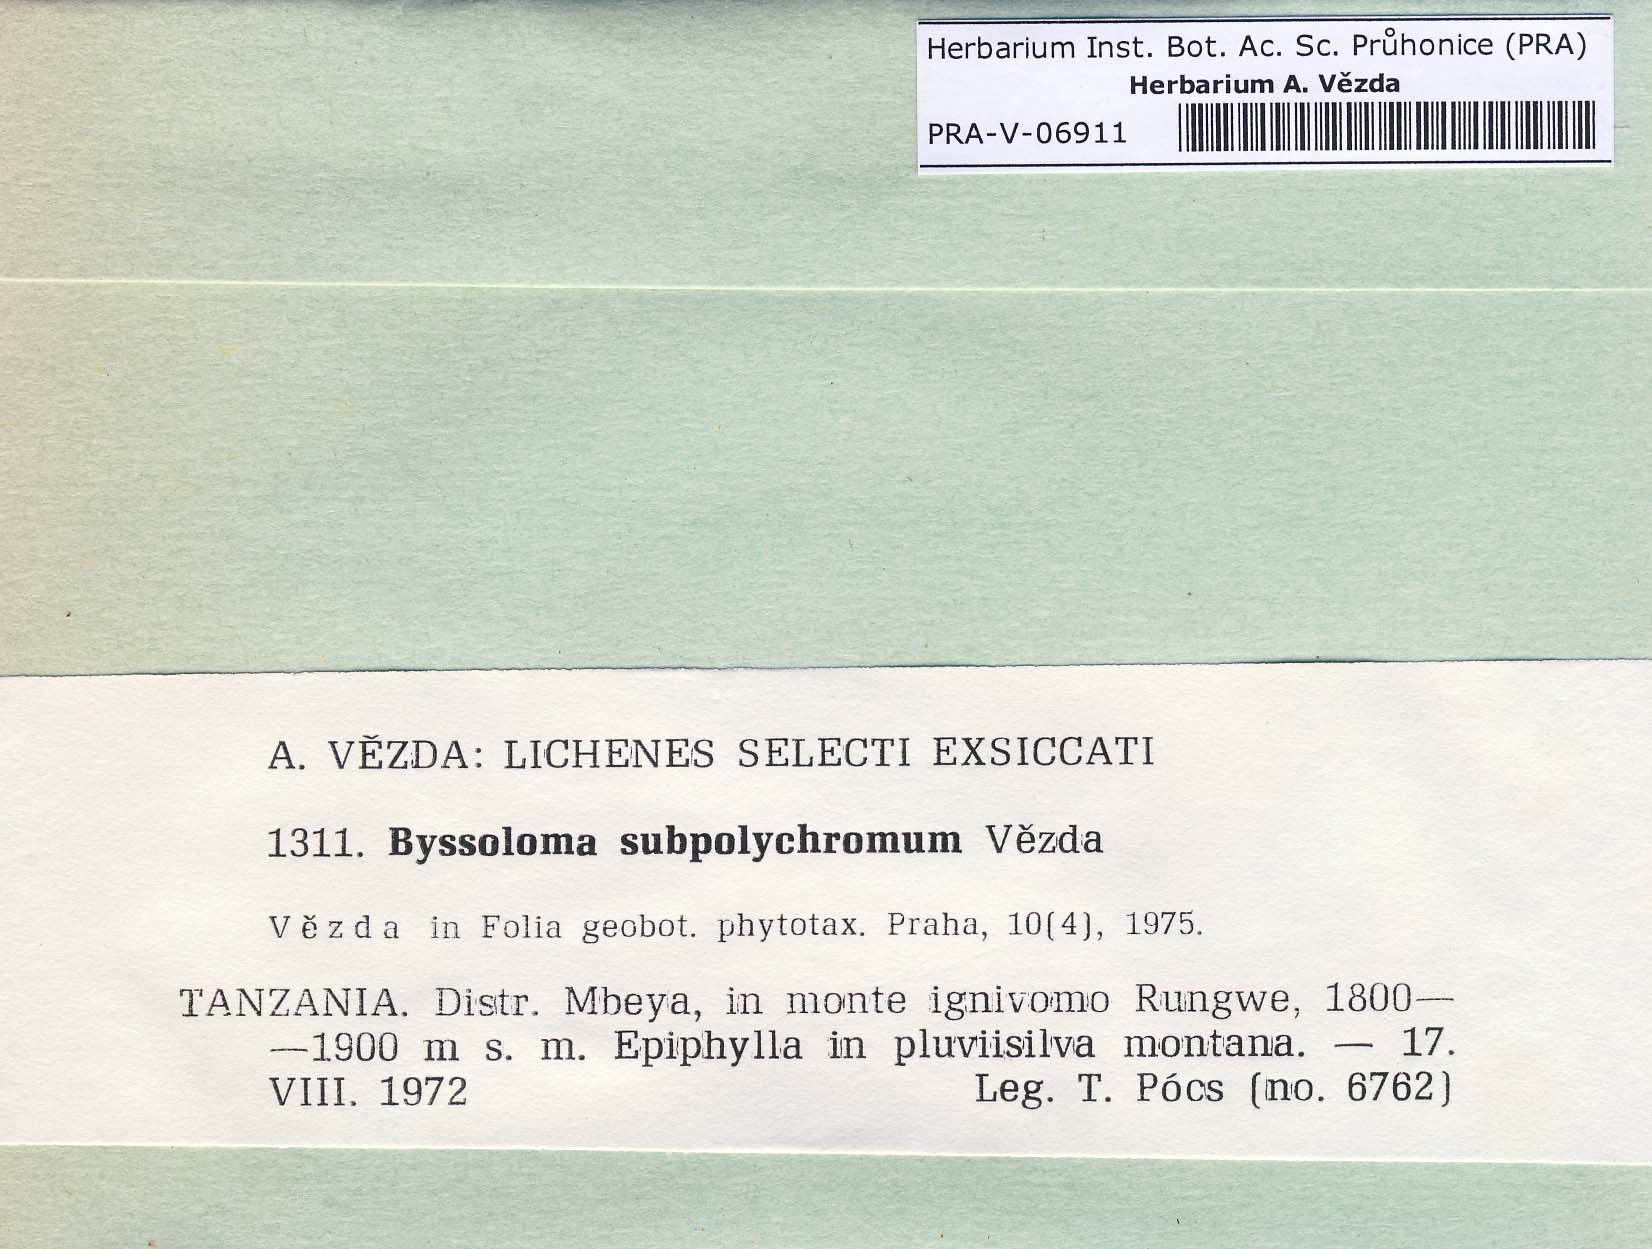 Herbarium Inst. Bot. Ac. Sc. Průhonice (PRA)
Herbarium A. Vězda
PRA-V-06911
A. VĚZDA: LICHENES SELECTI EXSICCATI
1311. Byssoloma subpolychromum Vězda
Vězda in Folia geobot. phytotax. Praha, 10(4), 1975.
TANZANIA. Distr. Mbeya, in monte ignivomo Rungwe, 1800—
—1900 m s. m. Epiphylla in pluviisilva montana. — 17.
VIII. 1972 Leg. T. Pócs (no. 6762)